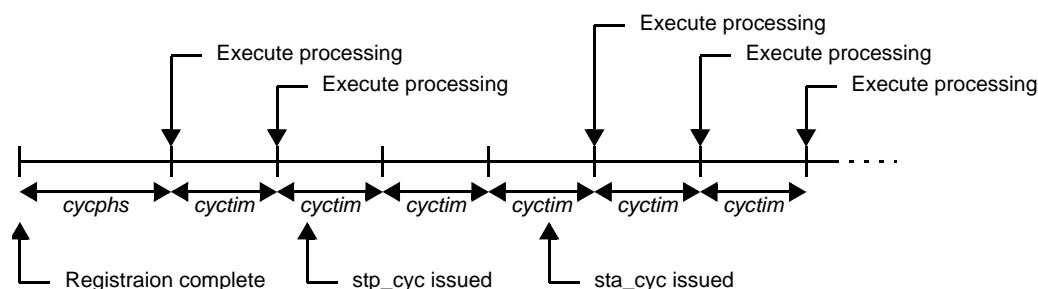 Execute processing
Execute processing
Execute processing
Execute processing
Execute processing
cycphs
cyctim
cyctim
cyctim
cyctim
cyctim
cyctim
Registraion complete
stp_cyc issued
sta_cyc issued